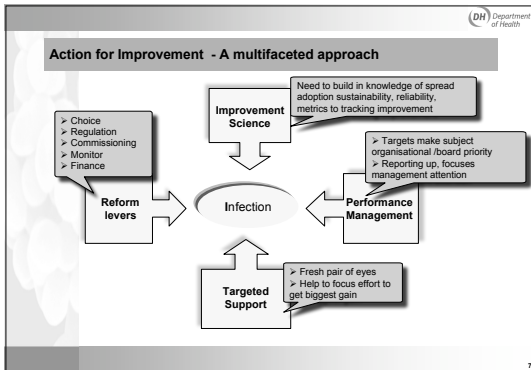 DH Department
of Health
Action for Improvement - A multifaceted approach
Need to build in knowledge of spread
adoption sustainability, reliability,
metrics to tracking improvement
Improvement
Science
➢ Choice
➢ Regulation
➢ Commissioning
➢ Monitor
➢ Finance
Reform
levers
Infection
➢ Targets make subject
organisational /board priority
➢ Reporting up, focuses
management attention
Performance
Management
➢ Fresh pair of eyes
➢ Help to focus effort to
get biggest gain
Targeted
Support
7